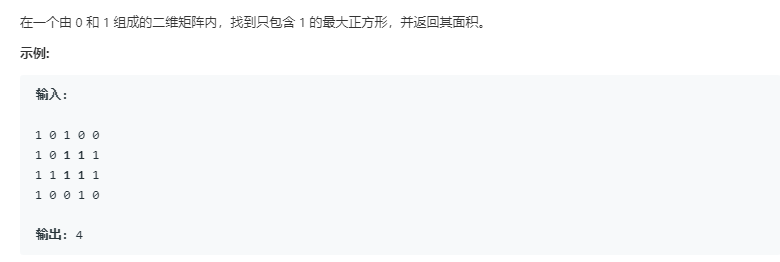 在一个由 0 和 1 组成的二维矩阵内，找到只包含 1 的最大正方形，并返回其面积。
示例:
输入:
1 0 1 0 0
1 0 1 1 1
1 1 1 1 1
1 0 0 1 0
输出: 4